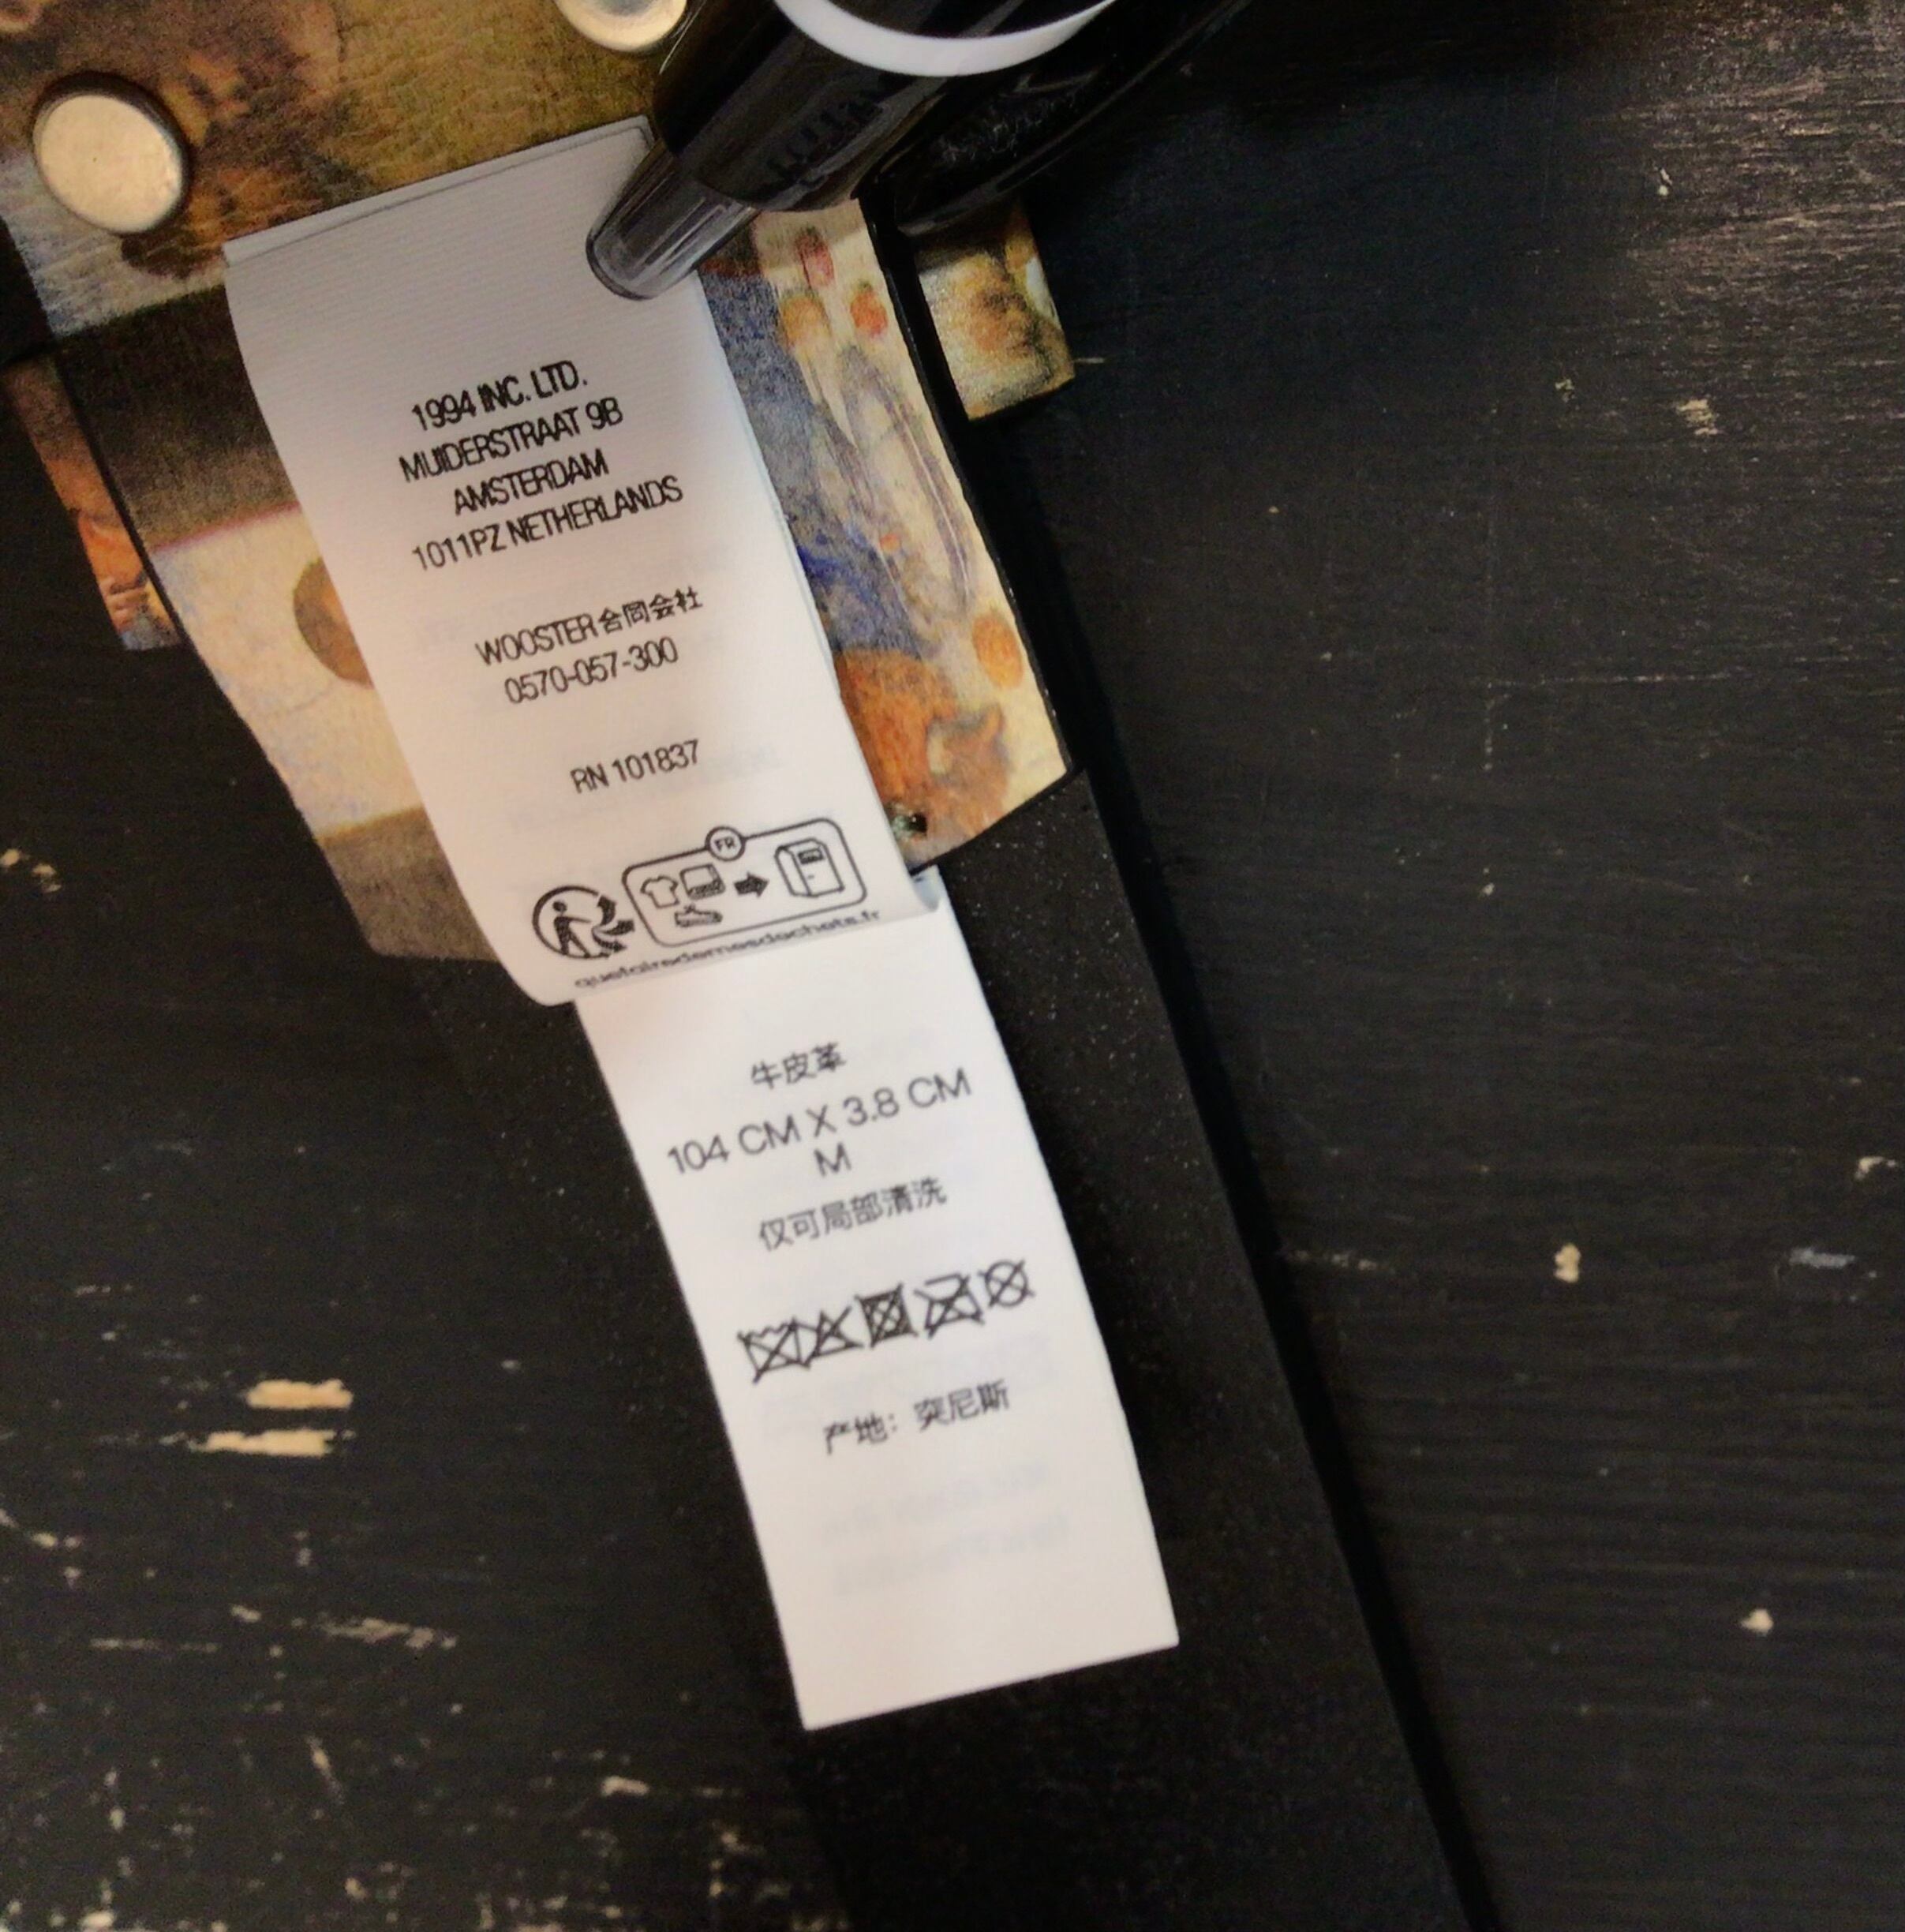 1994 INC. LTD.
MUIDERSTRAAT 9B
AMSTERDAM
1011PZ NETHERLANDS
WOOSTER合同会社
0570-057-300
RN 101837
FR
quefairedemesdechets.fr
牛皮革
104 CM X 3.8 CM
M
仅可局部清洗
产地：突尼斯